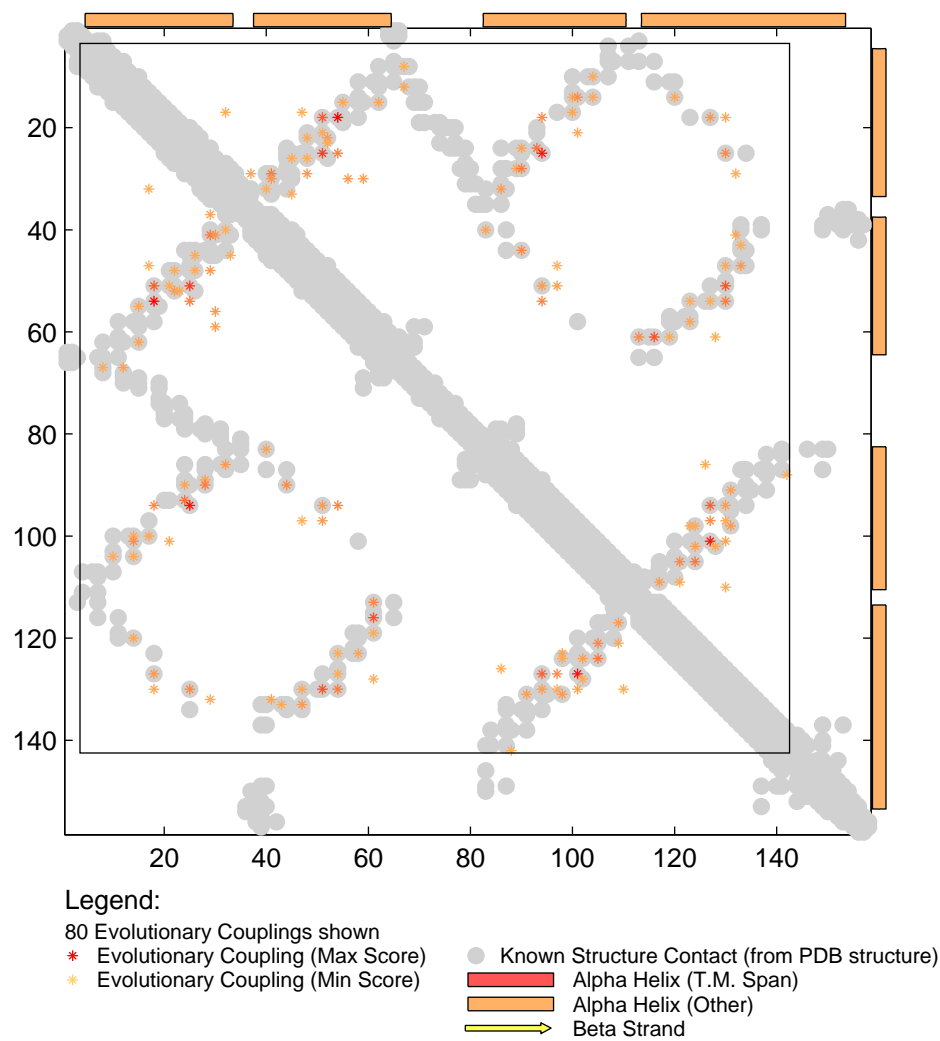 20
40
60
80
100
120
140
20 40 60 80 100 120 140
Legend:
80 Evolutionary Couplings shown
Evolutionary Coupling (Max Score)
Evolutionary Coupling (Min Score)
Known Structure Contact (from PDB structure)
Alpha Helix (T.M. Span)
Alpha Helix (Other)
Beta Strand